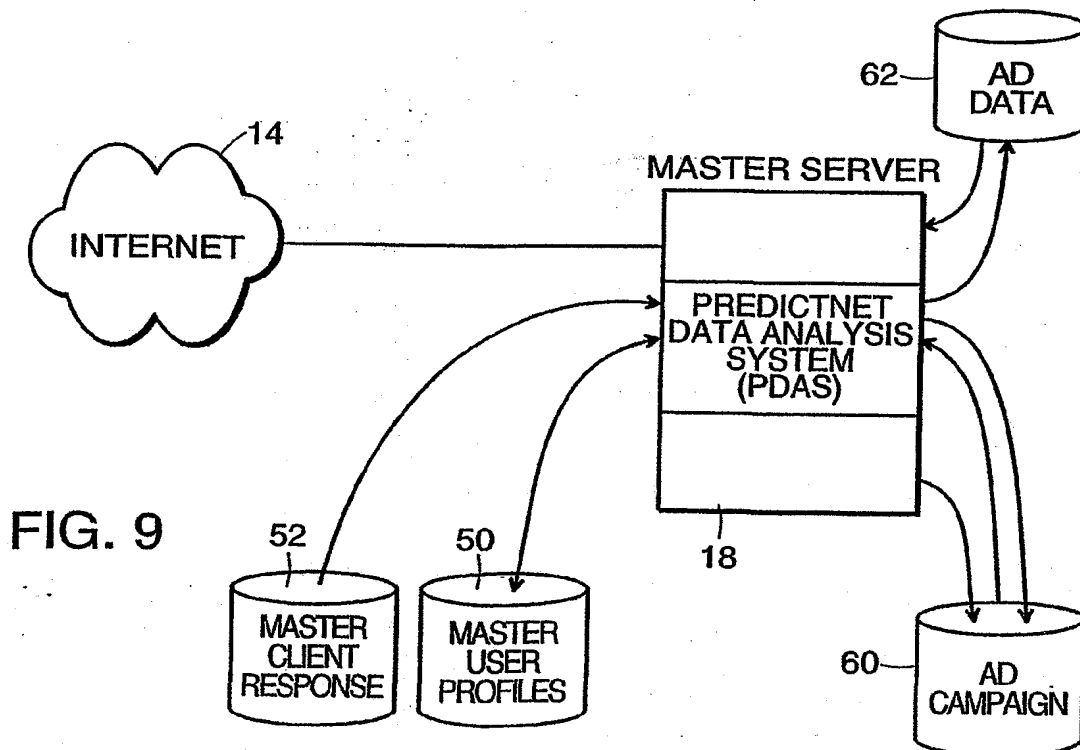 62
AD
DATA
14
INTERNET
MASTER SERVER
PREDICTNET
DATA ANALYSIS
SYSTEM
(PDAS)
18
FIG. 9
52
MASTER
CLIENT
RESPONSE
50
MASTER
USER
PROFILES
60
AD
CAMPAIGN